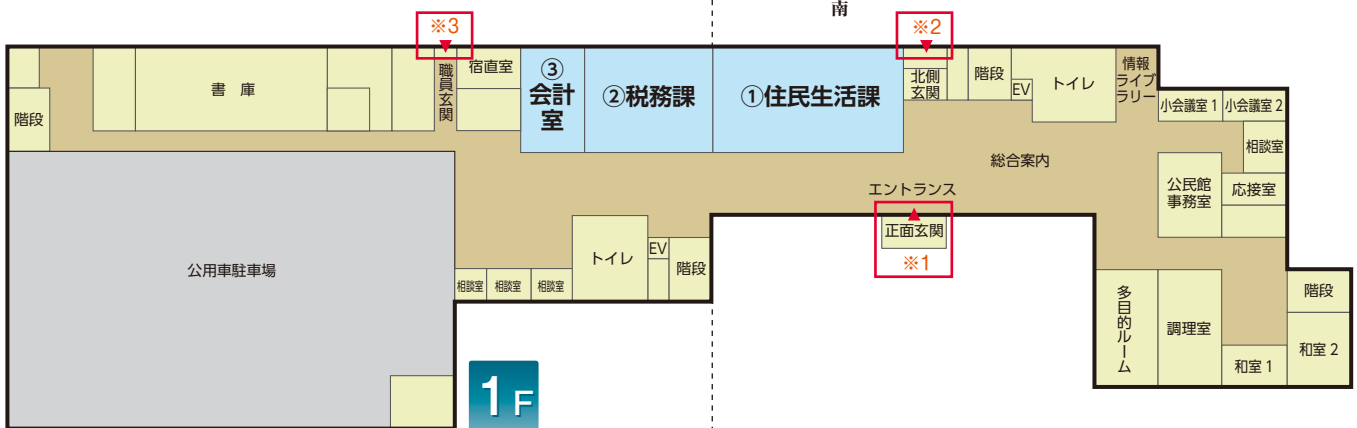 南
※3
※2
書 庫
職員玄関
宿直室
③
会計
室
②税務課
①住民生活課
北側
玄関
階段
EV
トイレ
情報
ライブ
ラリー
小会議室 1
小会議室 2
階段
相談室
総合案内
公民館
事務室
応接室
エントランス
正面玄関
※1
公用車駐車場
トイレ
EV
階段
相談室
相談室
相談室
多目的ルーム
調理室
階段
和室 1
和室 2
1F